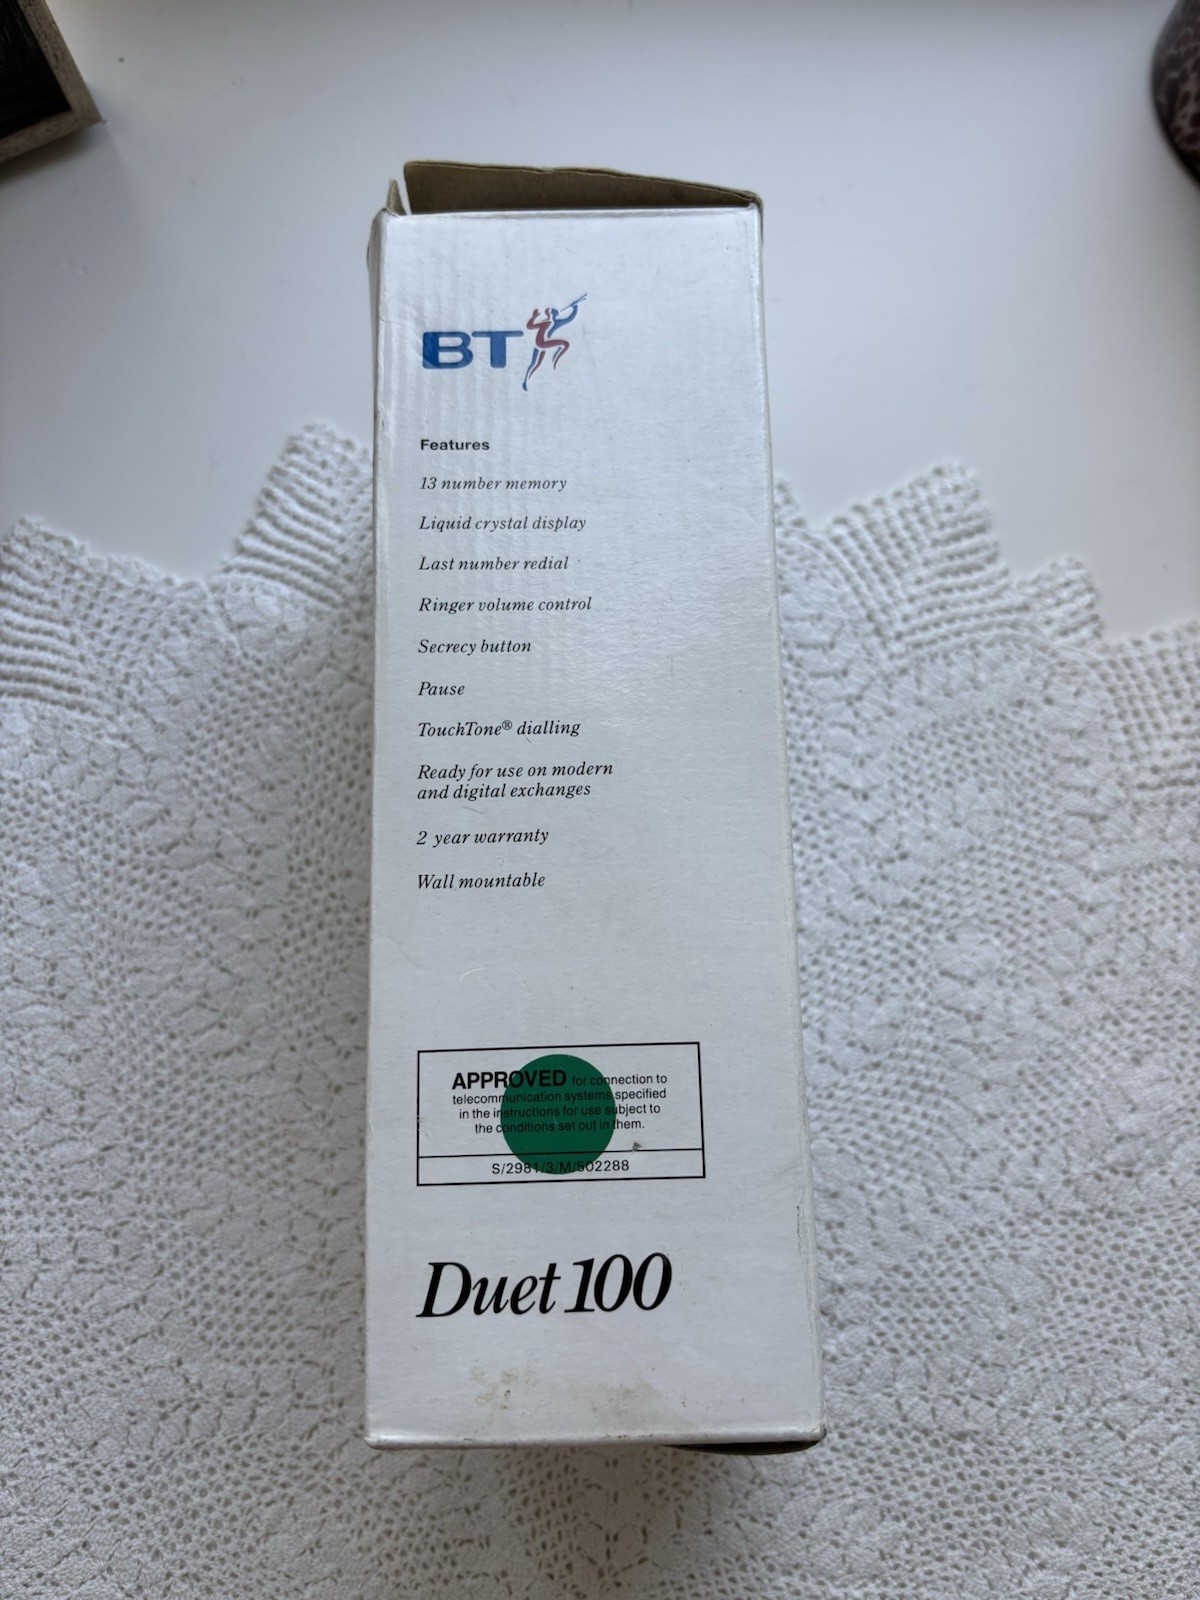 BT
Features
13 number memory
Liquid crystal display
Last number redial
Ringer volume control
Secrecy button
Pause
TouchTone® dialling
Ready for use on modern
and digital exchanges
2 year warranty
Wall mountable
APPROVED for connection to
telecommunication systems specified
in the instructions for use subject to
the conditions set out in them.
S/2981/3/M/502288
Duet 100